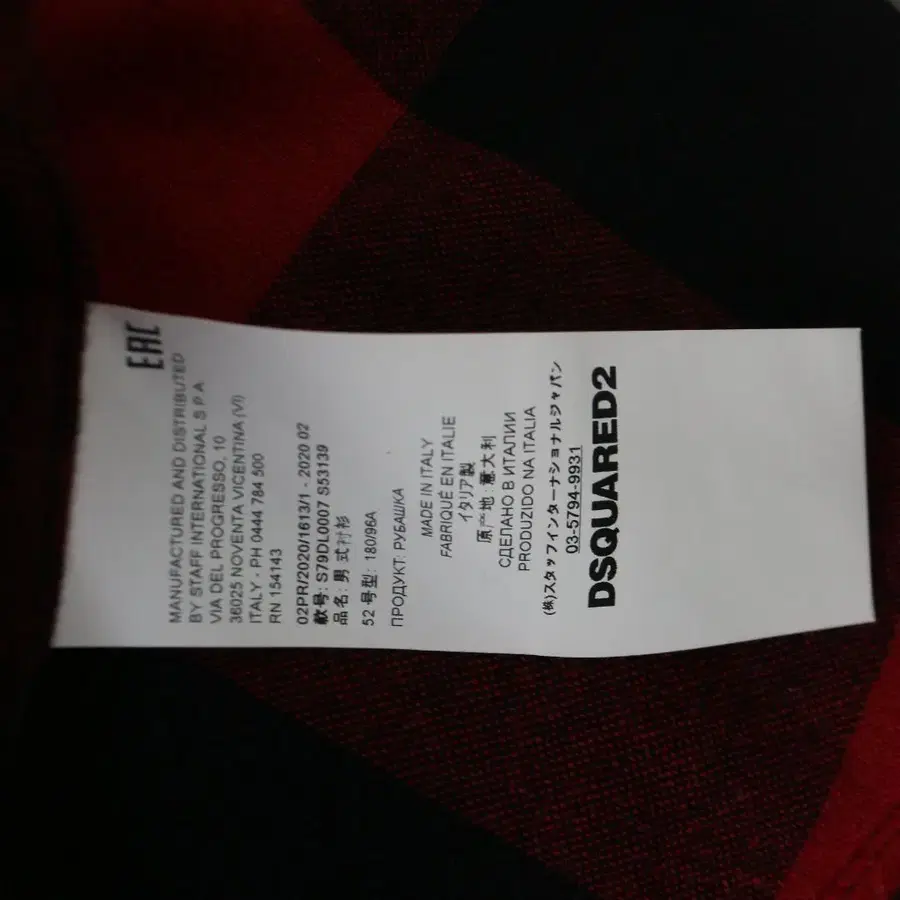 EAC
MANUFACTURED AND DISTRIBUTED
BY STAFF INTERNATIONAL S.P.A.
VIA DEL PROGRESSO, 10
36025 NOVENTA VICENTINA (VI)
ITALY - PH 0444 784 500
RN 154143
02PR/2020/1613/1 - 2020 02
款号: S79DL0007 S53139
品名: 男式衬衫
52 号型: 180/96A
ПРОДУКТ: РУБАШКА
MADE IN ITALY
FABRIQUÉ EN ITALIE
イタリア製
原产地: 意大利
СДЕЛАНО В ИТАЛИИ
PRODUZIDO NA ITALIA
(株)スタッフインターナショナルジャパン
03-5794-9931
DSQUARED2